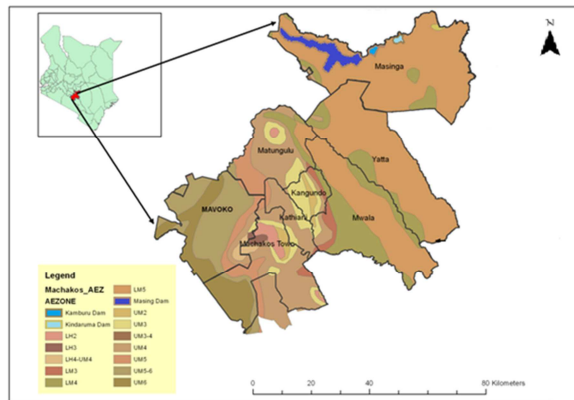 N
Masinga
Matungulu
Yatta
Kangundo
MAVOKO
Kathiani
Mwala
Machakos Town
Legend
Machakos_AEZ
AEZONE
Kamburu Dam
Kindaruma Dam
LH2
LH3
LH4-UM4
LM3
LM4
LM5
Masing Dam
UM2
UM3
UM3-4
UM4
UM5
UM5-6
UM6
0 20 40 80 Kilometers